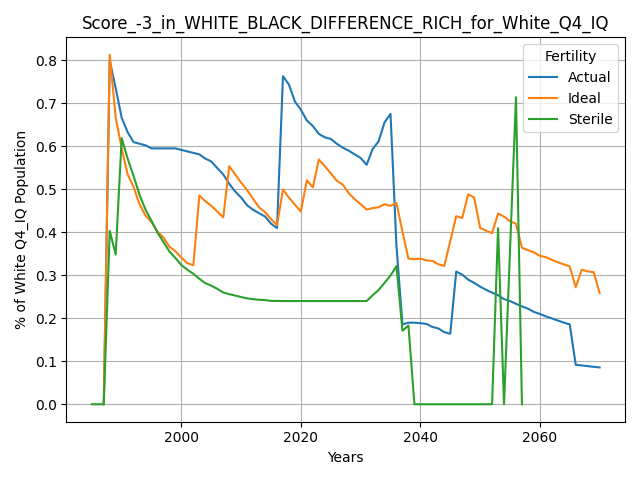 Score_-3_in_WHITE_BLACK_DIFFERENCE_RICH_for_White_Q4_IQ
Fertility
Actual
Ideal
Sterile
% of White Q4_IQ Population
0.8
0.7
0.6
0.5
0.4
0.3
0.2
0.1
0.0
2000
2020
2040
2060
Years